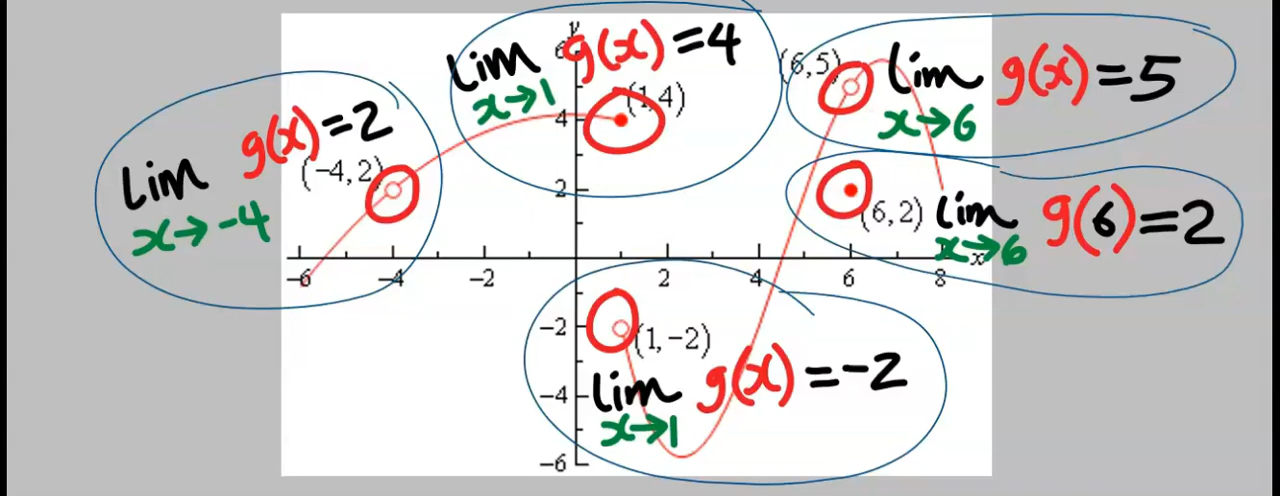 lim g(x) = 2
x→-4
(−4,2)
lim g(x) = 4
x→1
(1,4)
(6,5)
lim g(x) = 5
x→6
(6,2)
lim g(6) = 2
x→6
(1,−2)
lim g(x) = -2
x→1
y
6
4
2
−6 −4 −2 2 4 6 8 x
−2
−4
−6